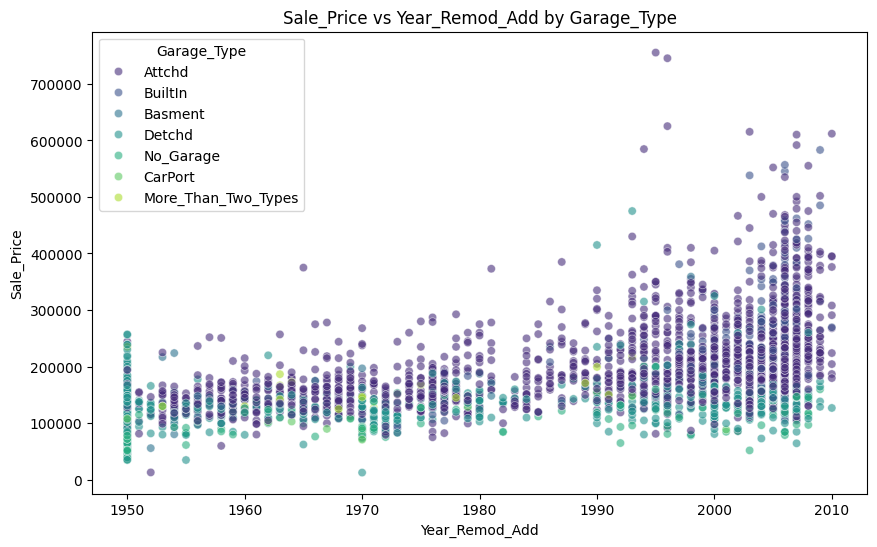 Sale_Price vs Year_Remod_Add by Garage_Type
Garage_Type
Attchd
BuiltIn
Basment
Detchd
No_Garage
CarPort
More_Than_Two_Types
Sale_Price
700000
600000
500000
400000
300000
200000
100000
0
1950 1960 1970 1980 1990 2000 2010
Year_Remod_Add